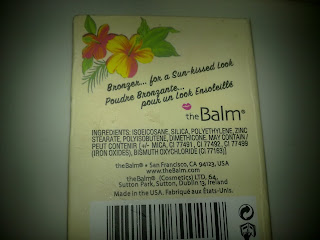 Bronzer... for a Sun-kissed Look
Poudre Bronzante...
pour un Look Ensoleillé
theBalm®
INGREDIENTS: ISOEICOSANE, SILICA, POLYETHYLENE, ZINC
STEARATE, POLYISOBUTENE, DIMETHICONE. MAY CONTAIN /
PEUT CONTENIR [+/- MICA, CI 77491, CI 77492, CI 77499
(IRON OXIDES), BISMUTH OXYCHLORIDE (CI 77163)]
theBalm® • San Francisco, CA 94123, USA
www.theBalm.com
theBalm® (Cosmetics) LTD, 64,
Sutton Park, Sutton, Dublin 13, Ireland
Made in the USA. Fabriqué aux États-Unis.